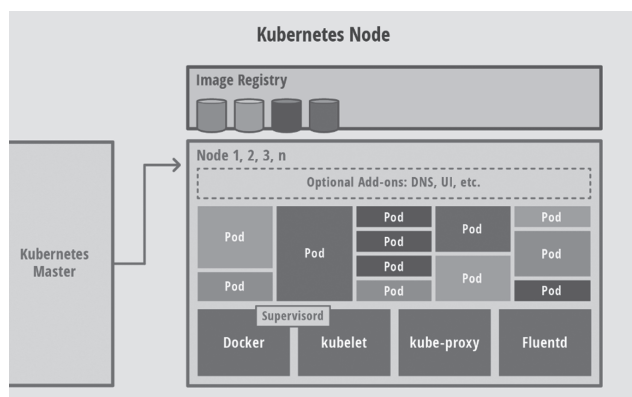 Kubernetes Node
Image Registry
Node 1, 2, 3, n
Optional Add-ons: DNS, UI, etc.
Kubernetes
Master
Pod
Pod
Pod
Pod
Pod
Pod
Pod
Pod
Pod
Pod
Pod
Pod
Supervisord
Docker
kubelet
kube-proxy
Fluentd